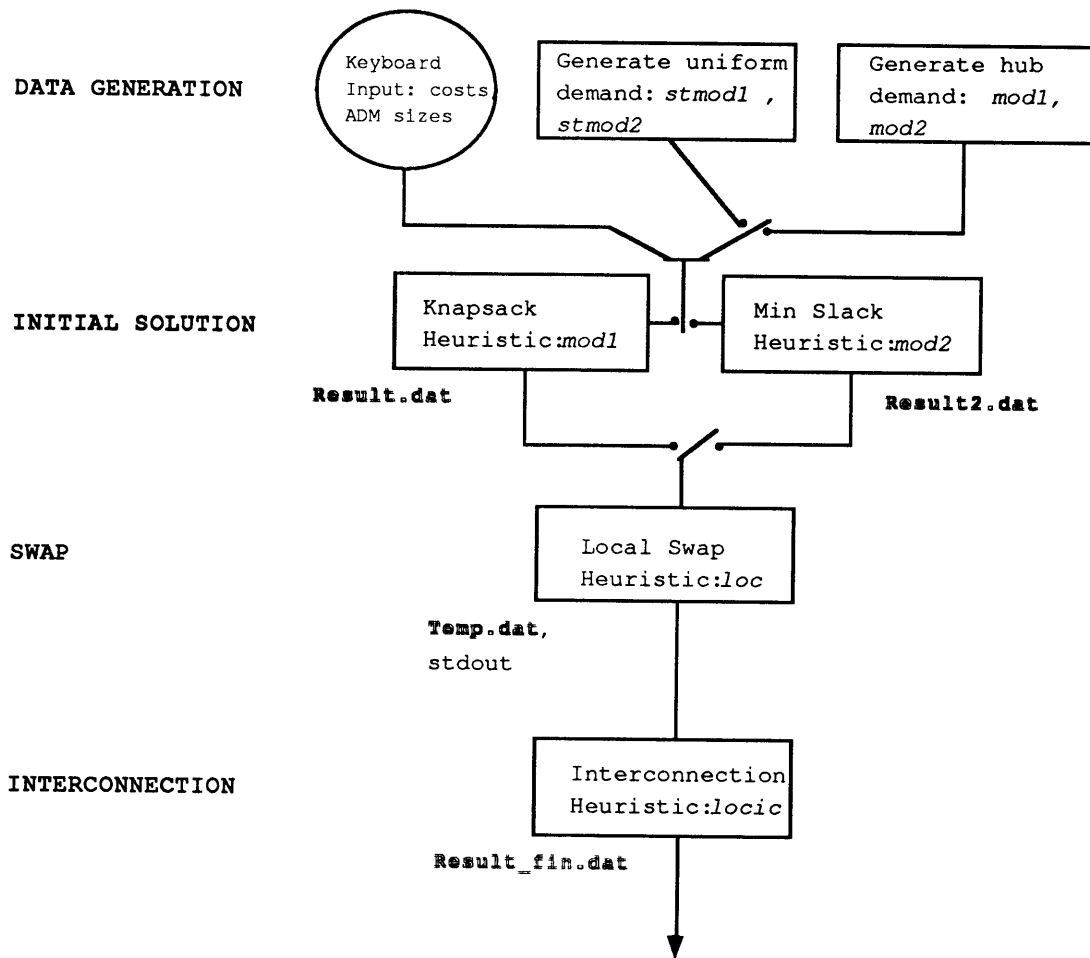 DATA GENERATION
Keyboard
Input: costs,
ADM sizes
Generate uniform
demand: stmod1 ,
stmod2
Generate hub
demand: mod1,
mod2
INITIAL SOLUTION
Knapsack
Heuristic:mod1
Min Slack
Heuristic:mod2
Result.dat
Result2.dat
SWAP
Local Swap
Heuristic:loc
Temp.dat,
stdout
INTERCONNECTION
Interconnection
Heuristic:locic
Result_fin.dat